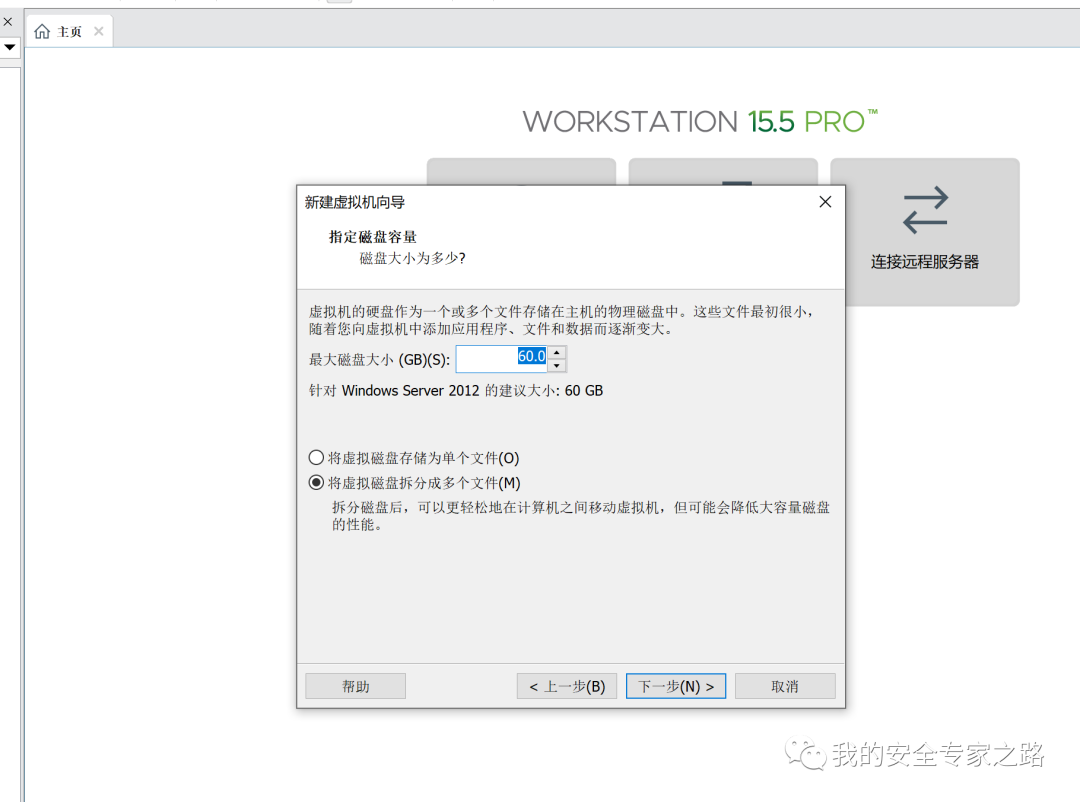 主页
WORKSTATION 15.5 PRO™
连接远程服务器
新建虚拟机向导
指定磁盘容量
磁盘大小为多少?
虚拟机的硬盘作为一个或多个文件存储在主机的物理磁盘中。这些文件最初很小，
随着您向虚拟机中添加应用程序、文件和数据而逐渐变大。
最大磁盘大小 (GB)(S): 60.0
针对 Windows Server 2012 的建议大小: 60 GB
将虚拟磁盘存储为单个文件(O)
将虚拟磁盘拆分成多个文件(M)
拆分磁盘后，可以更轻松地在计算机之间移动虚拟机，但可能会降低大容量磁盘
的性能。
帮助
< 上一步(B)
下一步(N) >
取消
我的安全专家之路